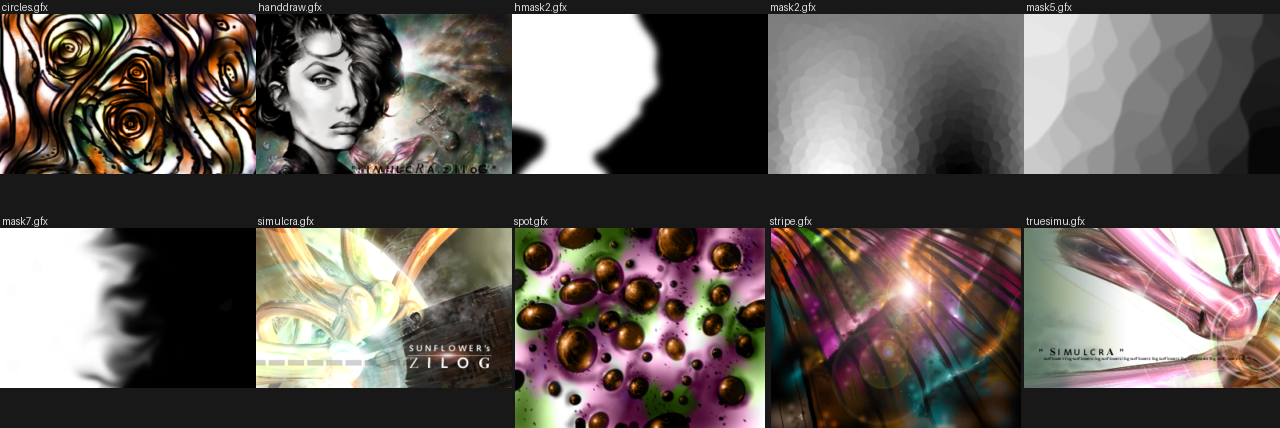 circles.gfx
handdraw.gfx
hmask2.gfx
mask2.gfx
mask5.gfx
mask7.gfx
simulcra.gfx
SUNFLOWER's
ZILOG
spot.gfx
stripe.gfx
truesimu.gfx
" SIMULCRA "